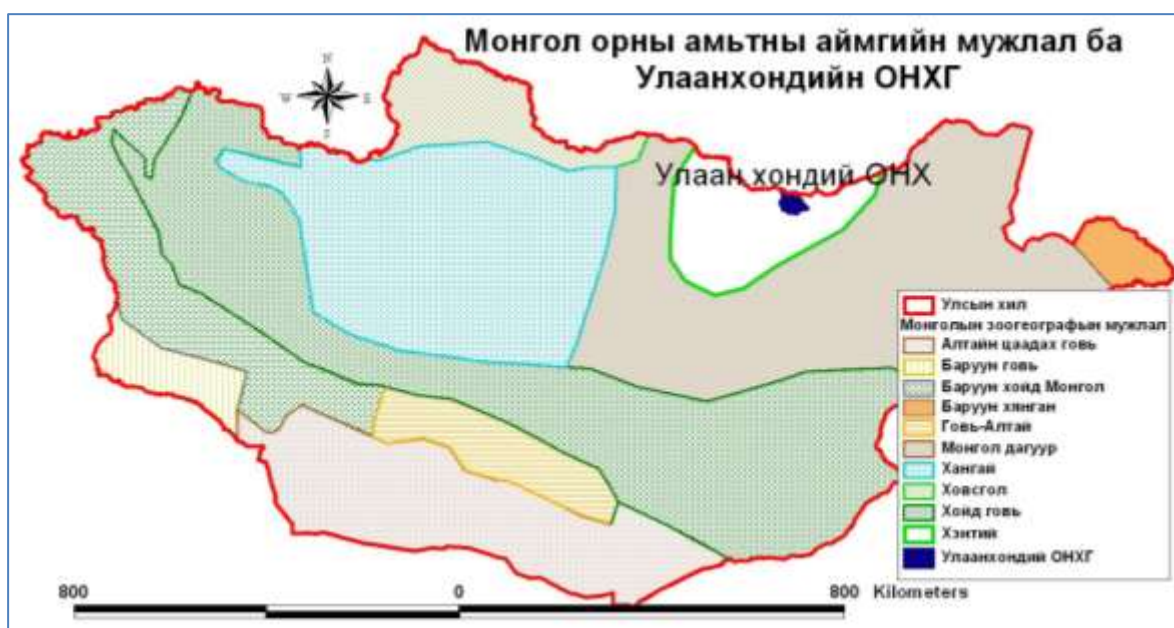 Монгол орны амьтны аймгийн мужлал ба
Улаанхондийн ОНХГ
Улаан хондий ОНХ
Улсын хил
Монголын зоогеографын мужлал
Алтайн цаадах говь
Баруун говь
Баруун хойд Монгол
Баруун хянган
Говь-Алтай
Монгол дагуур
Хангай
Ховсгол
Хойд говь
Хэнтий
Улаанхондий ОНХГ
800 0 800 Kilometers